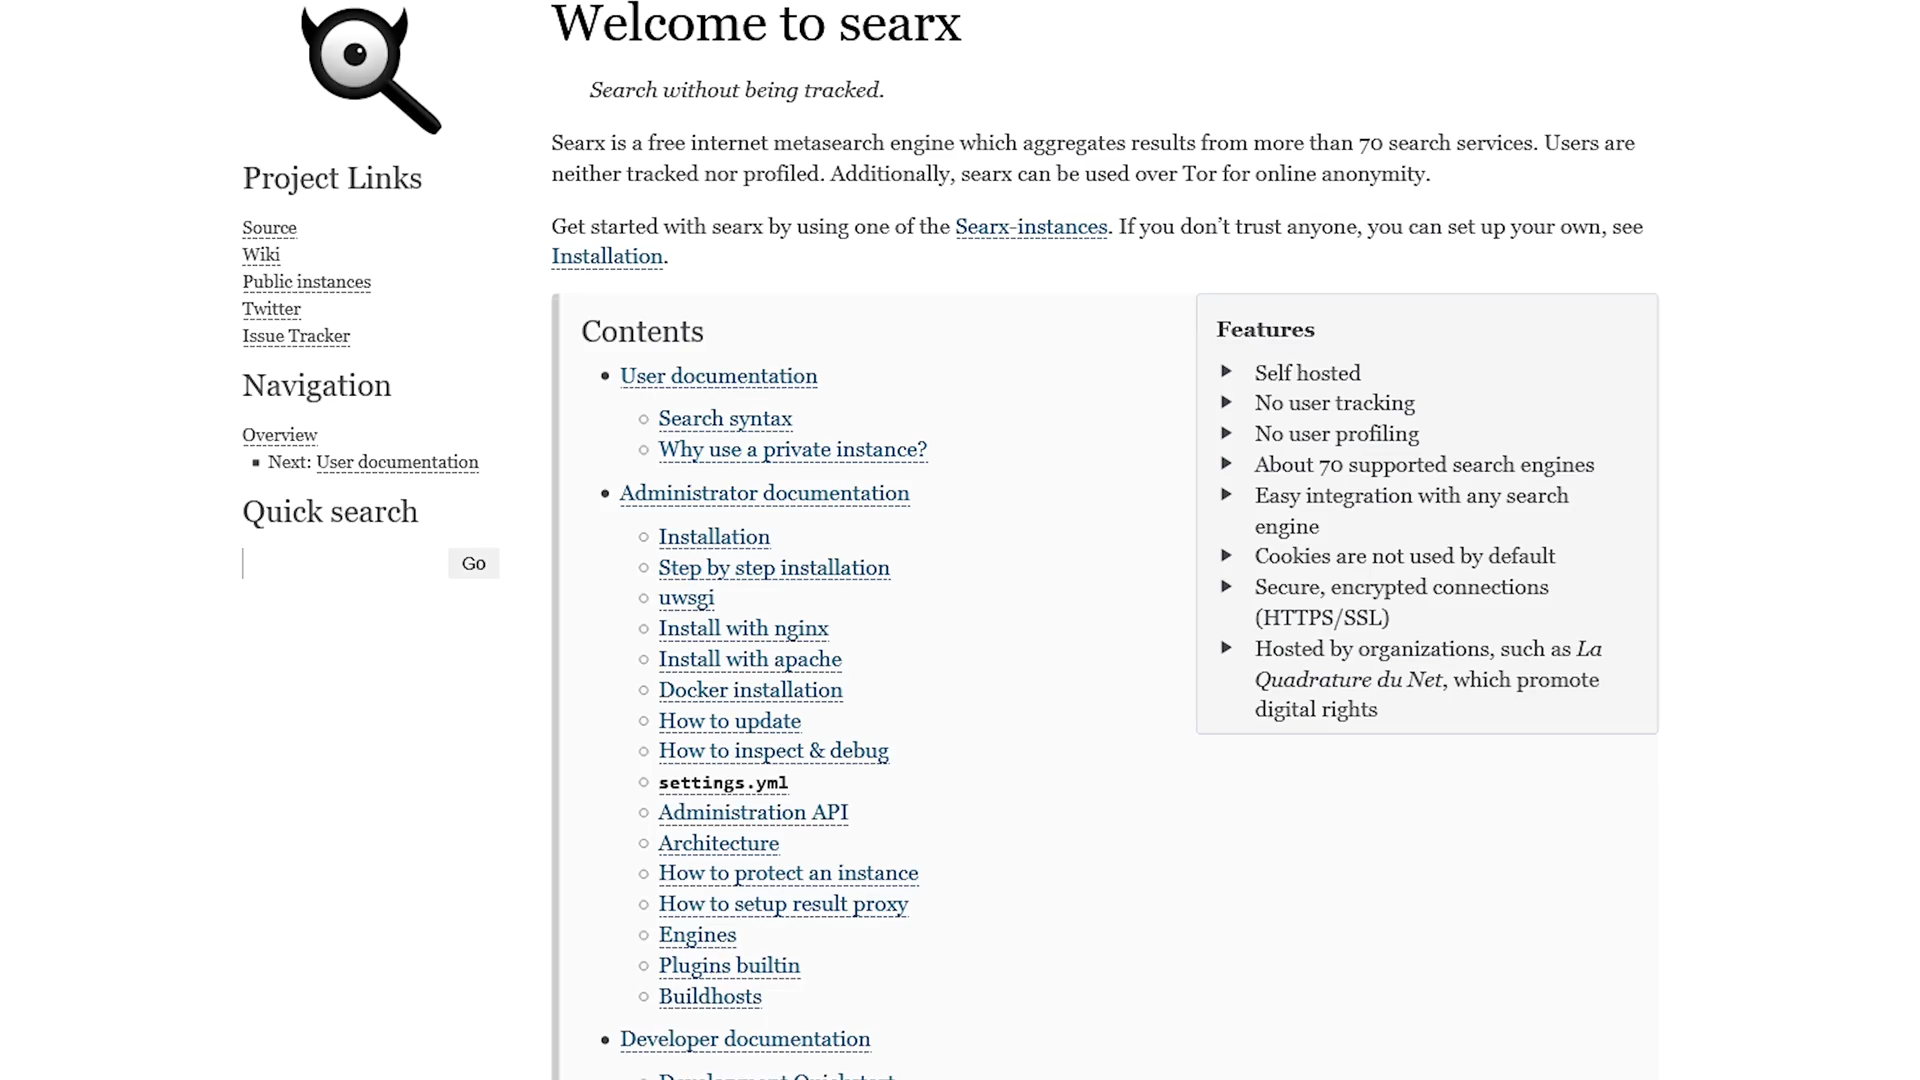 Welcome to searx
Search without being tracked.
Searx is a free internet metasearch engine which aggregates results from more than 70 search services. Users are
neither tracked nor profiled. Additionally, searx can be used over Tor for online anonymity.
Get started with searx by using one of the Searx-instances. If you don’t trust anyone, you can set up your own, see
Installation.
Project Links
Source
Wiki
Public instances
Twitter
Issue Tracker
Navigation
Overview
Next: User documentation
Quick search
Go
Contents
User documentation
Search syntax
Why use a private instance?
Administrator documentation
Installation
Step by step installation
uwsgi
Install with nginx
Install with apache
Docker installation
How to update
How to inspect & debug
settings.yml
Administration API
Architecture
How to protect an instance
How to setup result proxy
Engines
Plugins builtin
Buildhosts
Developer documentation
Development Quickstart
Features
Self hosted
No user tracking
No user profiling
About 70 supported search engines
Easy integration with any search
engine
Cookies are not used by default
Secure, encrypted connections
(HTTPS/SSL)
Hosted by organizations, such as La
Quadrature du Net, which promote
digital rights